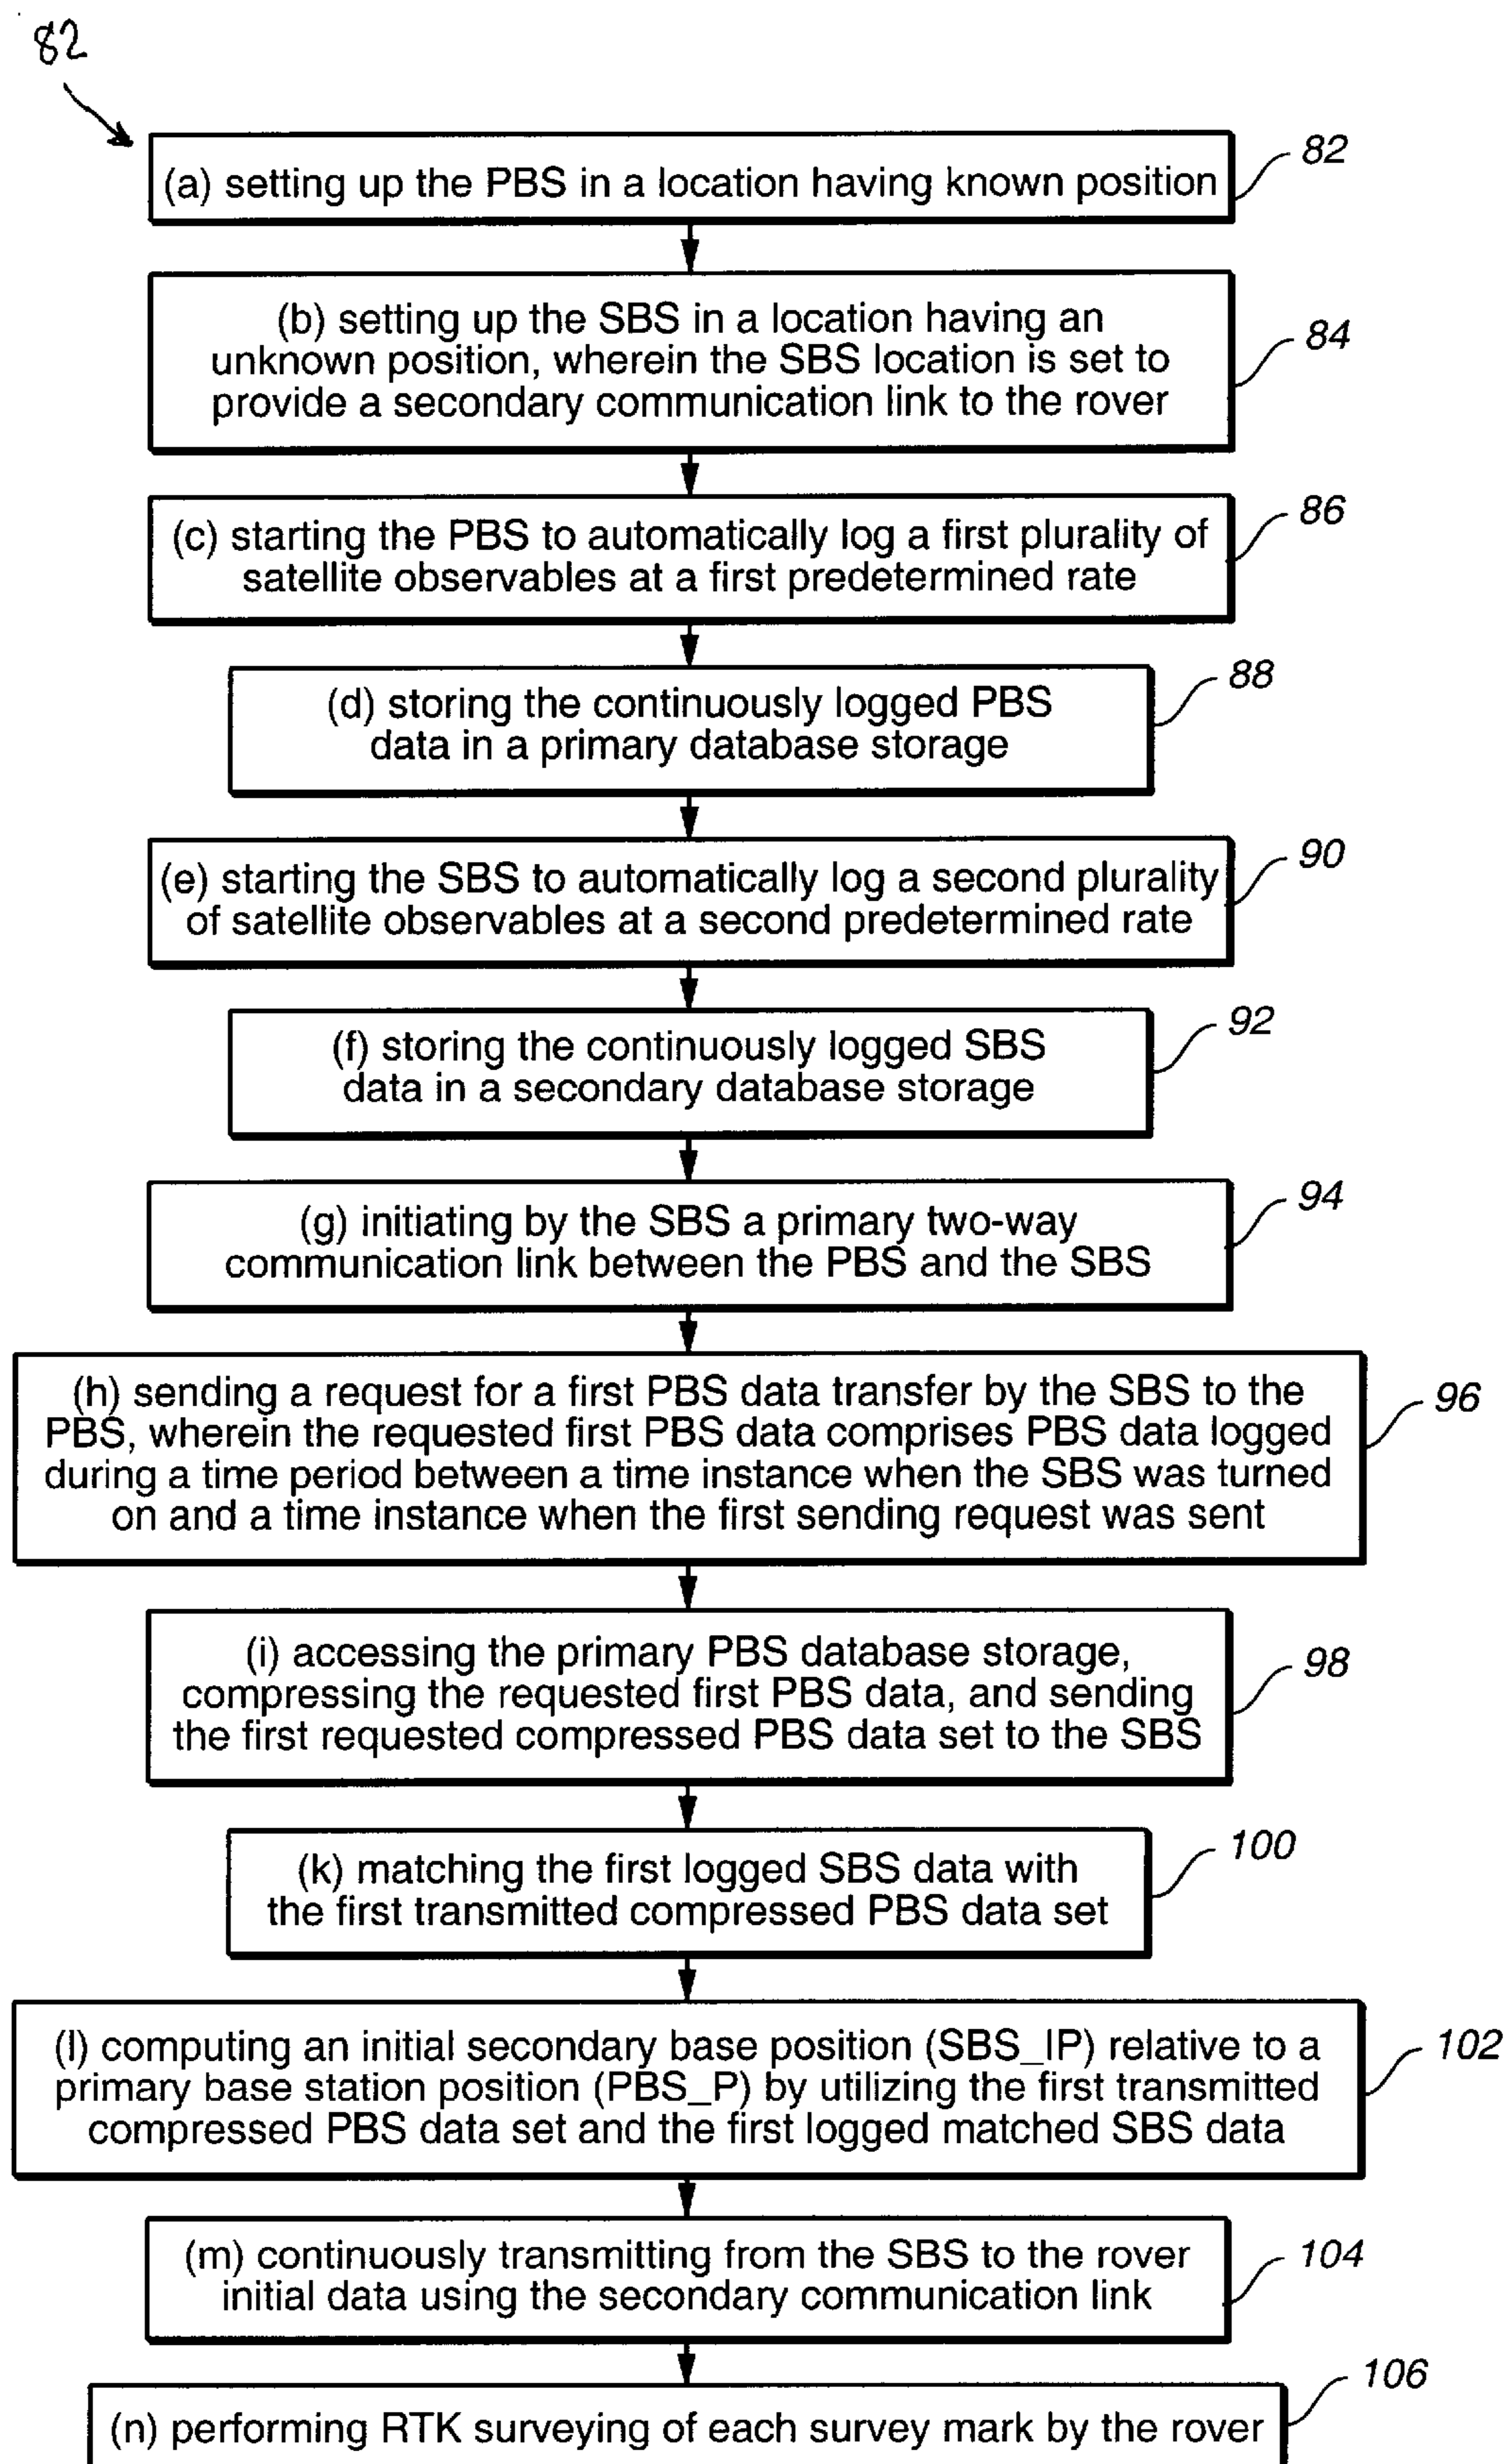 82
(a) setting up the PBS in a location having known position
82
(b) setting up the SBS in a location having an
unknown position, wherein the SBS location is set to
provide a secondary communication link to the rover
84
(c) starting the PBS to automatically log a first plurality of
satellite observables at a first predetermined rate
86
(d) storing the continuously logged PBS
data in a primary database storage
88
(e) starting the SBS to automatically log a second plurality
of satellite observables at a second predetermined rate
90
(f) storing the continuously logged SBS
data in a secondary database storage
92
(g) initiating by the SBS a primary two-way
communication link between the PBS and the SBS
94
(h) sending a request for a first PBS data transfer by the SBS to the
PBS, wherein the requested first PBS data comprises PBS data logged
during a time period between a time instance when the SBS was turned
on and a time instance when the first sending request was sent
96
(i) accessing the primary PBS database storage,
compressing the requested first PBS data, and sending
the first requested compressed PBS data set to the SBS
98
(k) matching the first logged SBS data with
the first transmitted compressed PBS data set
100
(l) computing an initial secondary base position (SBS_IP) relative to a
primary base station position (PBS_P) by utilizing the first transmitted
compressed PBS data set and the first logged matched SBS data
102
(m) continuously transmitting from the SBS to the rover
initial data using the secondary communication link
104
(n) performing RTK surveying of each survey mark by the rover
106